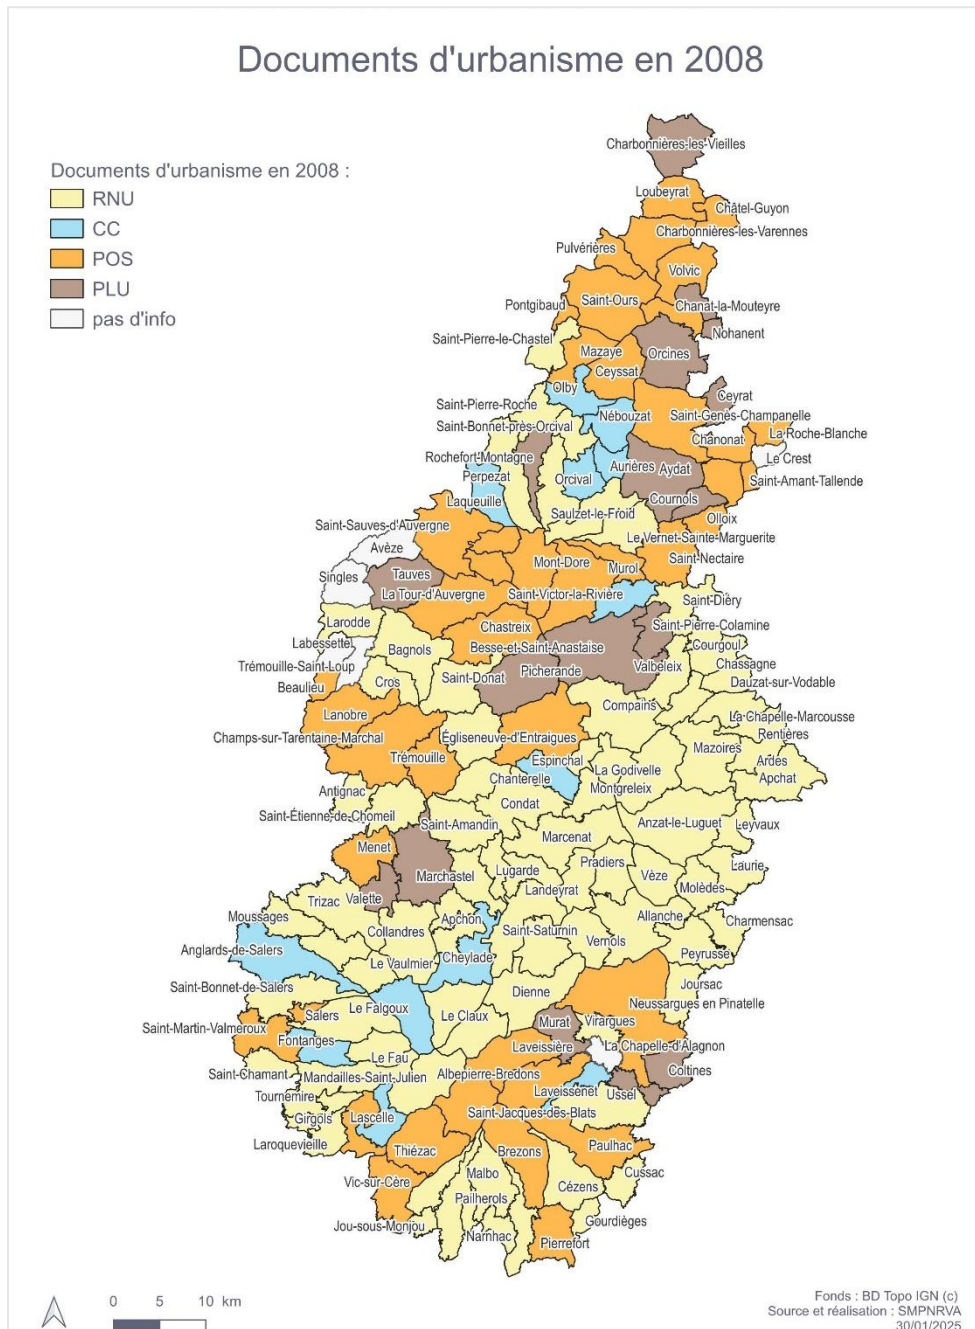 Documents d'urbanisme en 2008
Documents d'urbanisme en 2008 :
RNU
CC
POS
PLU
pas d'info
Charbonnières-les-Vieilles
Loubeyrat
Châtel-Guyon
Charbonnières-les-Varennes
Pulvérières
Volvic
Saint-Ours
Pontgibaud
Chanat-la-Mouteyre
Nohanent
Saint-Pierre-le-Chastel
Mazaye
Orcines
Ceyssat
Olby
Ceyrat
Saint-Pierre-Roche
Nébouzat
Saint-Genès-Champanelle
Saint-Bonnet-près-Orcival
La Roche-Blanche
Chanonat
Rochefort-Montagne
Le Crest
Perpezat
Orcival
Aurières
Aydat
Saint-Amant-Tallende
Laqueuille
Cournols
Saulzet-le-Froid
Olloix
Saint-Sauves-d'Auvergne
Le Vernet-Sainte-Marguerite
Avèze
Mont-Dore
Saint-Nectaire
Murol
Singles
Tauves
La Tour-d'Auvergne
Saint-Victor-la-Rivière
Saint-Diéry
Larodde
Chastreix
Saint-Pierre-Colamine
Labessette
Bagnols
Besse-et-Saint-Anastaise
Courgoul
Trémouille-Saint-Loup
Picherande
Valbeleix
Chassagne
Beaulieu
Cros
Saint-Donat
Dauzat-sur-Vodable
Compains
Lanobre
La Chapelle-Marcousse
Champs-sur-Tarentaine-Marchal
Égliseneuve-d'Entraigues
Rentières
Mazoires
Trémouille
Espinchal
Ardes
La Godivelle
Chanterelle
Apchat
Antignac
Montgreleix
Condat
Saint-Étienne-de-Chomeil
Saint-Amandin
Anzat-le-Luguet
Leyvaux
Marcenat
Menet
Pradiers
Laurie
Marchastel
Lugarde
Vèze
Landeyrat
Molèdes
Trizac
Valette
Moussages
Apchon
Allanche
Charmensac
Collandres
Saint-Saturnin
Vernols
Anglards-de-Salers
Cheylade
Peyrusse
Le Vaulmier
Saint-Bonnet-de-Salers
Dienne
Joursac
Neussargues en Pinatelle
Le Falgoux
Salers
Le Claux
Murat
Virargues
Saint-Martin-Valmeroux
Fontanges
Laveissière
La Chapelle-d'Alagnon
Le Fau
Coltines
Saint-Chamant
Mandailles-Saint-Julien
Albepierre-Bredons
Laveissenet
Ussel
Tournemire
Saint-Jacques-des-Blats
Girgols
Lascelle
Laroquevieille
Thiézac
Brezons
Paulhac
Vic-sur-Cère
Malbo
Cussac
Pailherols
Cézens
Jou-sous-Monjou
Narnhac
Gourdièges
Pierrefort
0 5 10 km
Fonds : BD Topo IGN (c)
Source et réalisation : SMPNRVA
30/01/2025